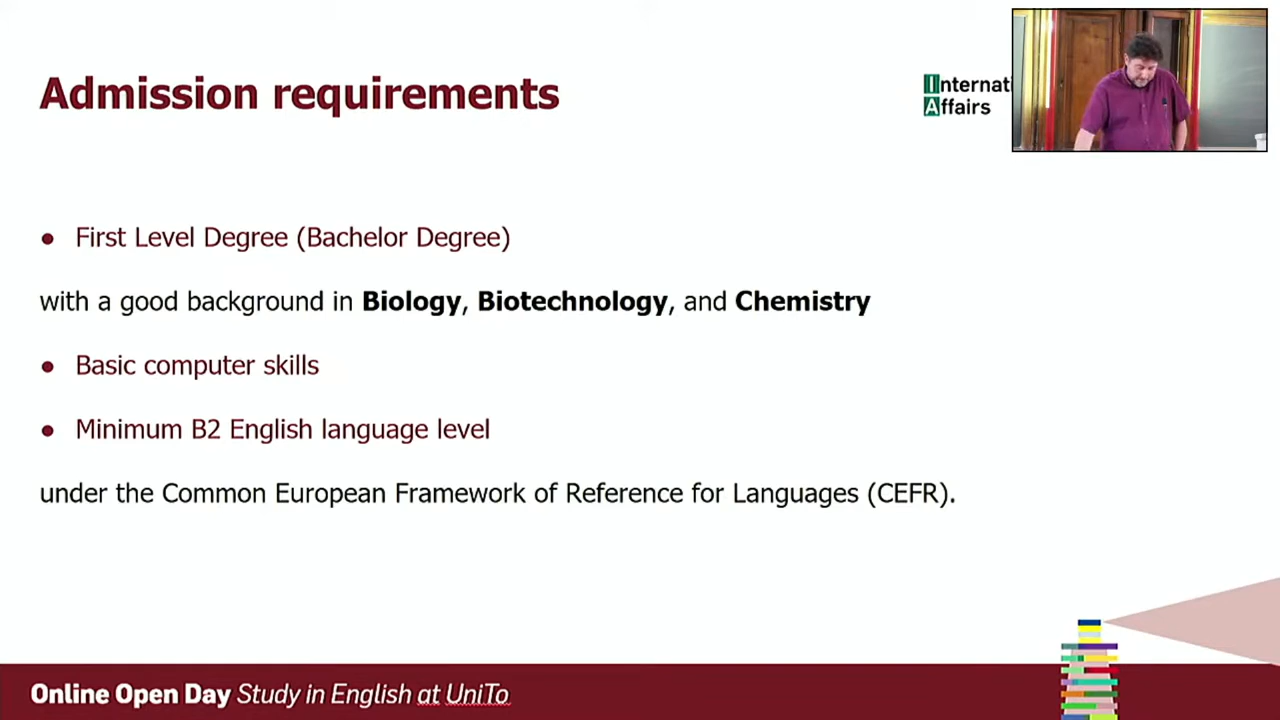 Admission requirements
Internati
Affairs
● First Level Degree (Bachelor Degree)
with a good background in Biology, Biotechnology, and Chemistry
● Basic computer skills
● Minimum B2 English language level
under the Common European Framework of Reference for Languages (CEFR).
Online Open Day Study in English at UniTo